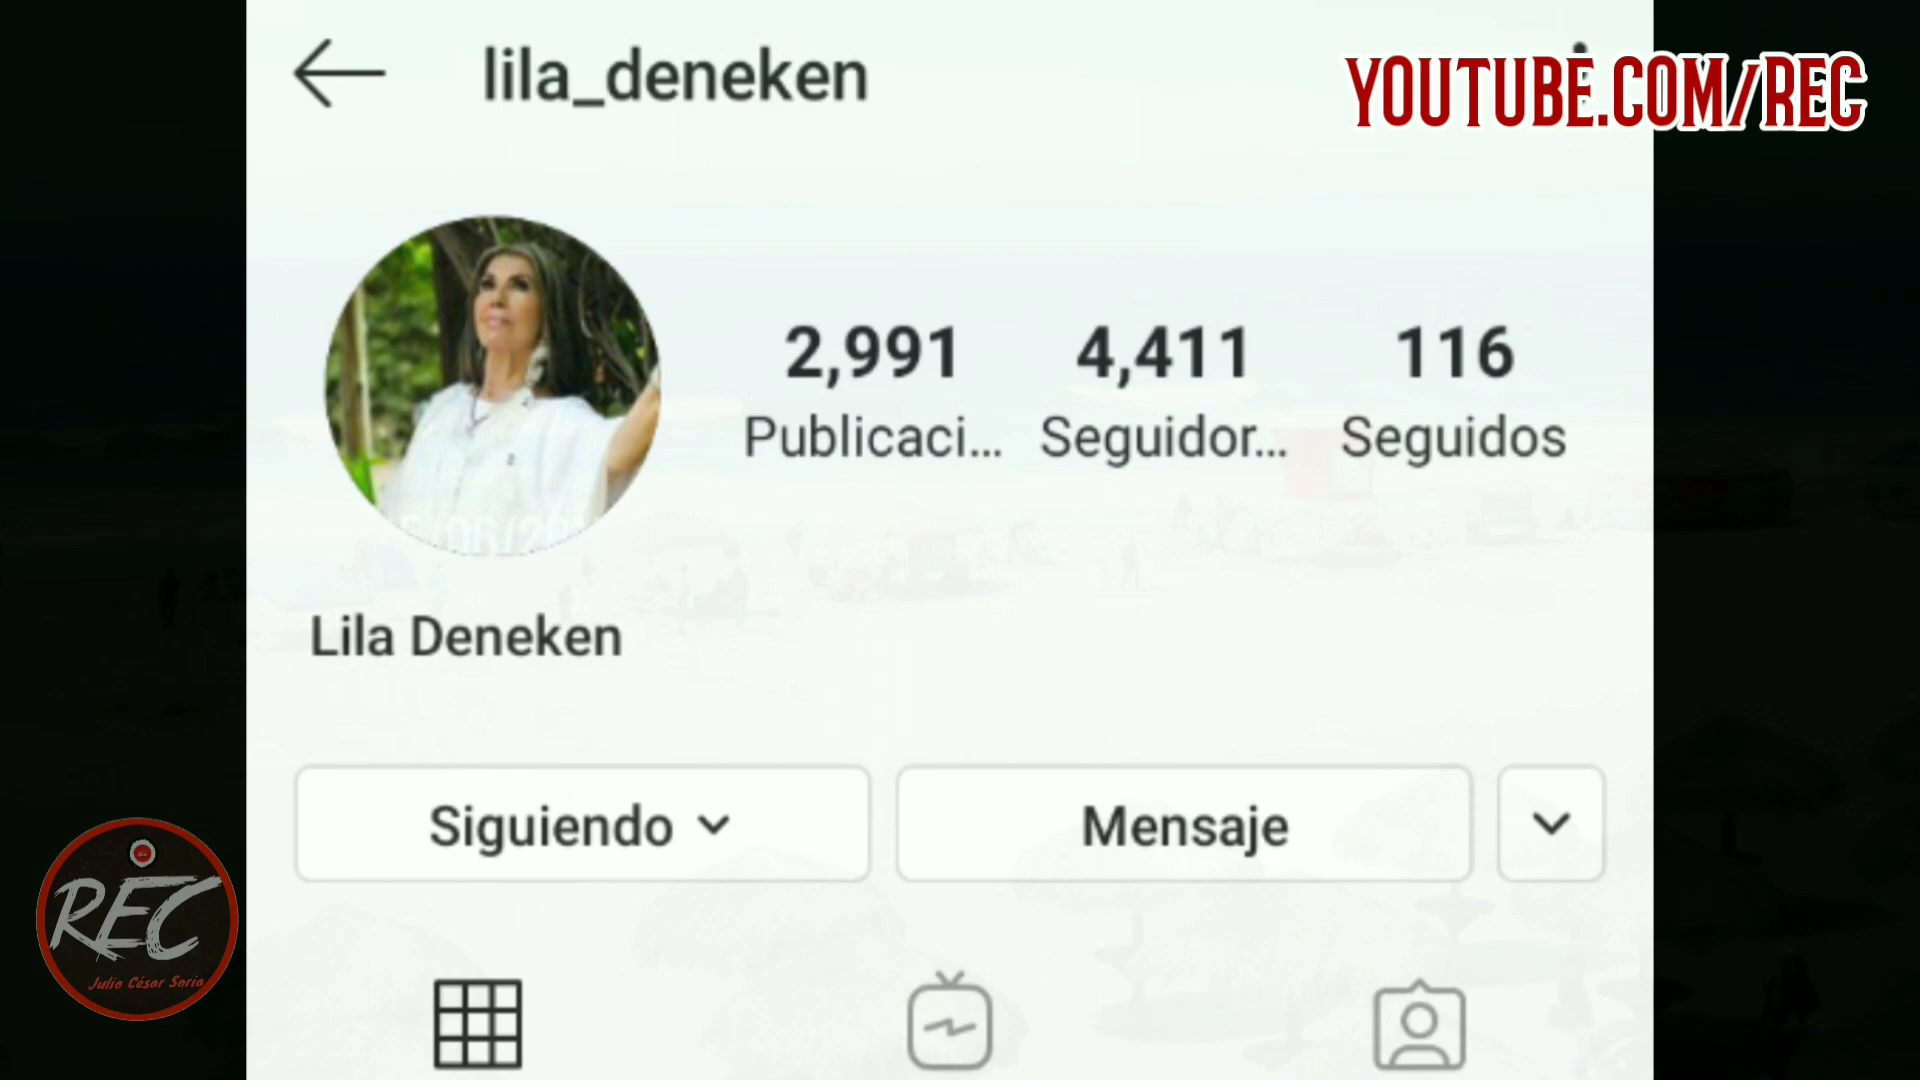 lila_deneken
YOUTUBE.COM/REC
2,991
4,411
116
Publicaci...
Seguidor...
Seguidos
Lila Deneken
Siguiendo
Mensaje
REC
Julio César Soria